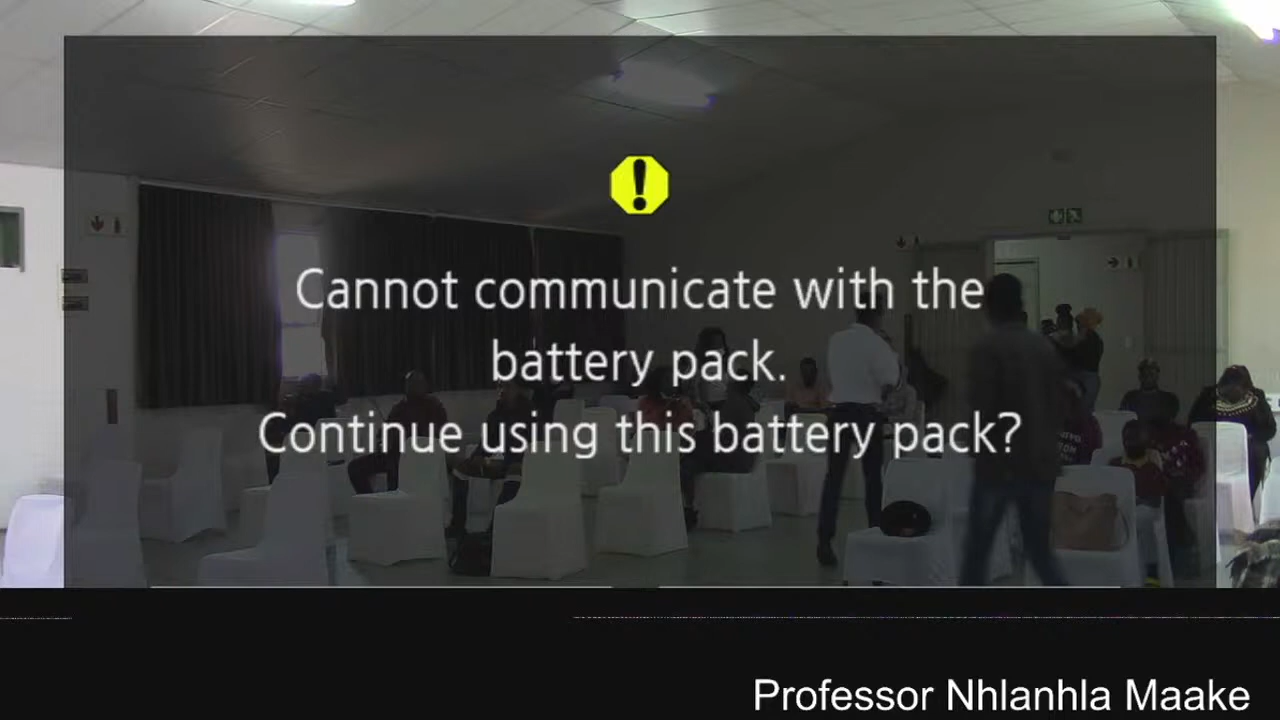 Cannot communicate with the
battery pack.
Continue using this battery pack?
Professor Nhlanhla Maake